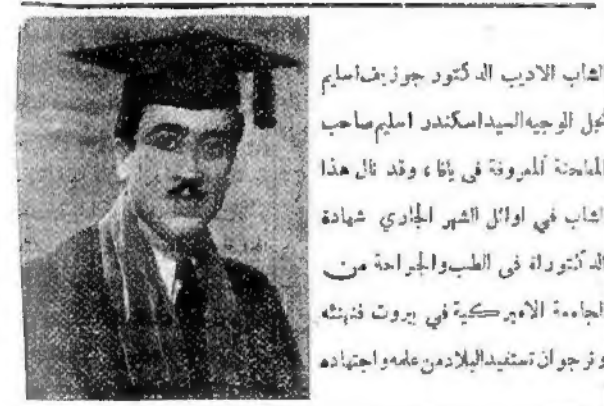 الشاب الاديب الدكتور جوزيف اسليم
نجل الوجيه السيد اسكندر اسليم صاحب
المطحنة المعروفة في يافا ، وقد نال هذا
الشاب في اوائل الشهر الجاري شهادة
الدكتوراة في الطب والجراحة من
الجامعة الاميركية في بيروت فنهنئه
ونرجو ان تستفيد البلاد من علمه واجتهاده